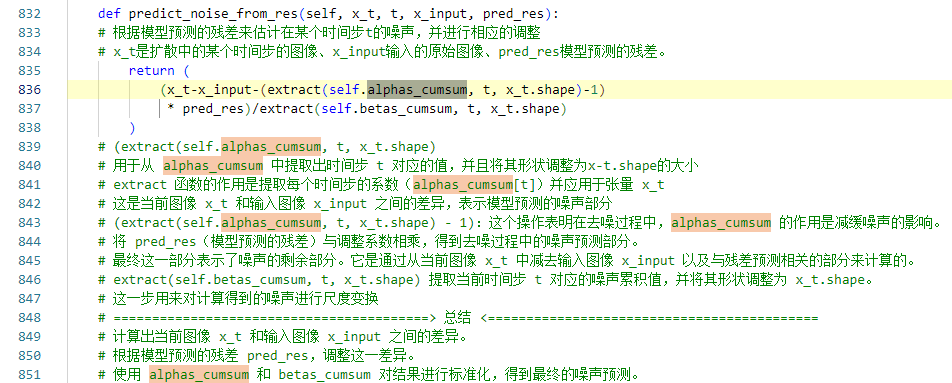 832 def predict_noise_from_res(self, x_t, t, x_input, pred_res):
833 # 根据模型预测的残差来估计在某个时间步t的噪声，并进行相应的调整
834 # x_t是扩散中的某个时间步的图像、x_input输入的原始图像、pred_res模型预测的残差。
835 return (
836 (x_t-x_input-(extract(self.alphas_cumsum, t, x_t.shape)-1)
837 * pred_res)/extract(self.betas_cumsum, t, x_t.shape)
838 )
839 # (extract(self.alphas_cumsum, t, x_t.shape)
840 # 用于从 alphas_cumsum 中提取出时间步 t 对应的值，并且将其形状调整为x-t.shape的大小
841 # extract 函数的作用是提取每个时间步的系数（alphas_cumsum[t]）并应用于张量 x_t
842 # 这是当前图像 x_t 和输入图像 x_input 之间的差异，表示模型预测的噪声部分
843 # (extract(self.alphas_cumsum, t, x_t.shape) - 1)：这个操作表明在去噪过程中，alphas_cumsum 的作用是减缓噪声的影响。
844 # 将 pred_res（模型预测的残差）与调整系数相乘，得到去噪过程中的噪声预测部分。
845 # 最终这一部分表示了噪声的剩余部分。它是通过从当前图像 x_t 中减去输入图像 x_input 以及与残差预测相关的部分来计算的。
846 # extract(self.betas_cumsum, t, x_t.shape) 提取当前时间步 t 对应的噪声累积值，并将其形状调整为 x_t.shape。
847 # 这一步用来对计算得到的噪声进行尺度变换
848 # =========================================> 总结 <===========================================
849 # 计算出当前图像 x_t 和输入图像 x_input 之间的差异。
850 # 根据模型预测的残差 pred_res，调整这一差异。
851 # 使用 alphas_cumsum 和 betas_cumsum 对结果进行标准化，得到最终的噪声预测。